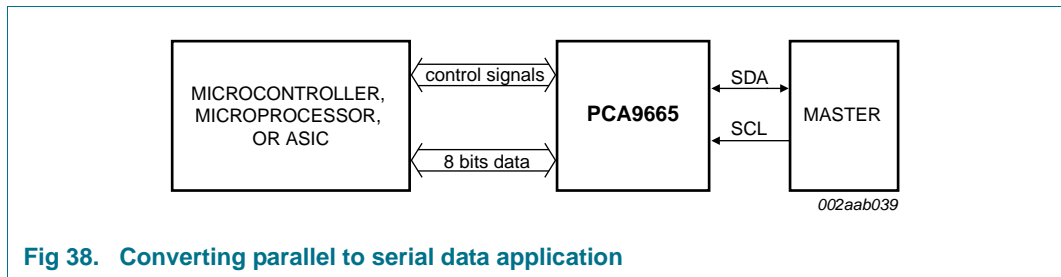 MICROCONTROLLER,
MICROPROCESSOR,
OR ASIC
control signals
8 bits data
PCA9665
SDA
SCL
MASTER
002aab039
Fig 38. Converting parallel to serial data application